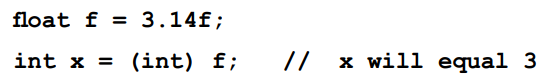 float f = 3.14f;
int x = (int) f;   //  x will equal 3